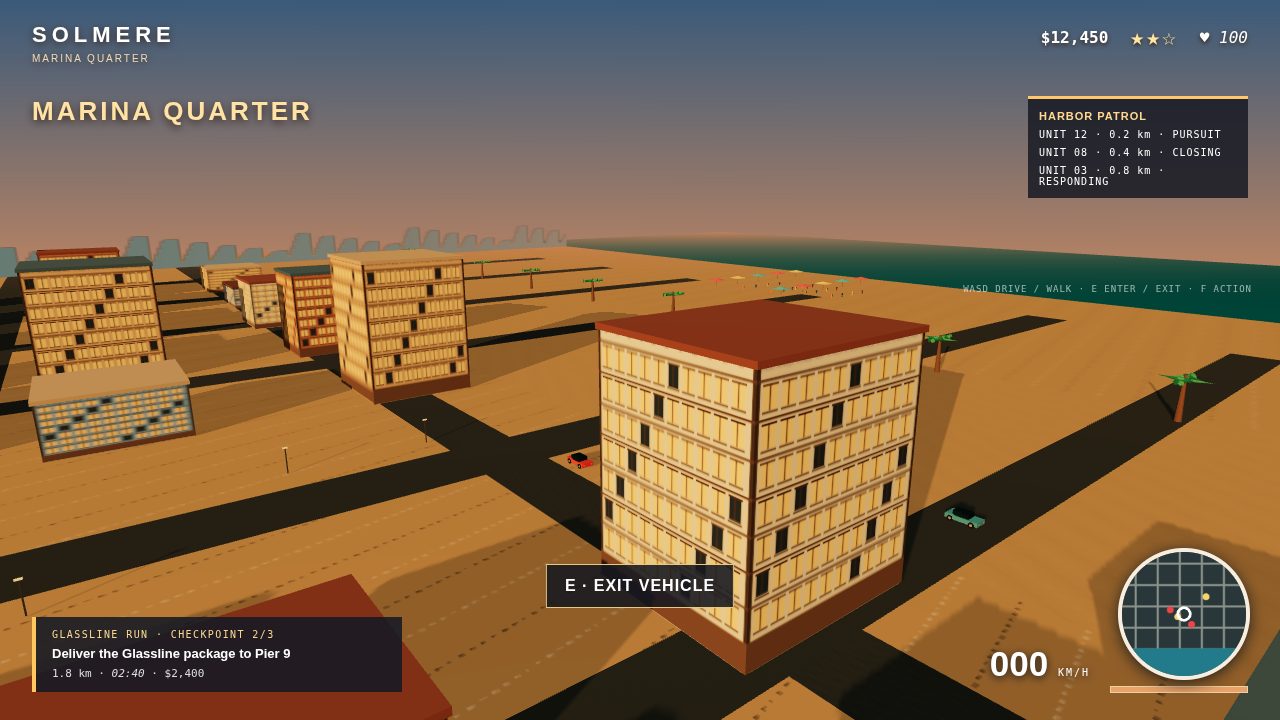 SOLMERE
MARINA QUARTER
$12,450 ★★☆ ♥ 100
MARINA QUARTER
HARBOR PATROL
UNIT 12 · 0.2 km · PURSUIT
UNIT 08 · 0.4 km · CLOSING
UNIT 03 · 0.8 km ·
RESPONDING
WASD DRIVE / WALK · E ENTER / EXIT · F ACTION
E · EXIT VEHICLE
GLASSLINE RUN · CHECKPOINT 2/3
Deliver the Glassline package to Pier 9
1.8 km · 02:40 · $2,400
000 KM/H